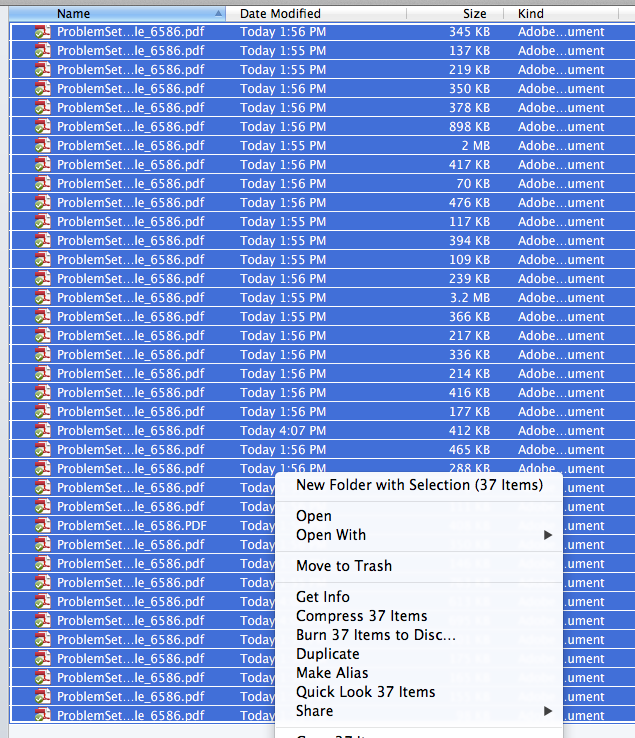 Name Date Modified Size Kind
ProblemSet...le_6586.pdf Today 1:56 PM 345 KB Adobe...ument
ProblemSet...le_6586.pdf Today 1:55 PM 137 KB Adobe...ument
ProblemSet...le_6586.pdf Today 1:55 PM 219 KB Adobe...ument
ProblemSet...le_6586.pdf Today 1:56 PM 350 KB Adobe...ument
ProblemSet...le_6586.pdf Today 1:56 PM 378 KB Adobe...ument
ProblemSet...le_6586.pdf Today 1:56 PM 898 KB Adobe...ument
ProblemSet...le_6586.pdf Today 1:55 PM 2 MB Adobe...ument
ProblemSet...le_6586.pdf Today 1:56 PM 417 KB Adobe...ument
ProblemSet...le_6586.pdf Today 1:56 PM 70 KB Adobe...ument
ProblemSet...le_6586.pdf Today 1:56 PM 476 KB Adobe...ument
ProblemSet...le_6586.pdf Today 1:55 PM 117 KB Adobe...ument
ProblemSet...le_6586.pdf Today 1:55 PM 394 KB Adobe...ument
ProblemSet...le_6586.pdf Today 1:55 PM 109 KB Adobe...ument
ProblemSet...le_6586.pdf Today 1:56 PM 239 KB Adobe...ument
ProblemSet...le_6586.pdf Today 1:55 PM 3.2 MB Adobe...ument
ProblemSet...le_6586.pdf Today 1:55 PM 366 KB Adobe...ument
ProblemSet...le_6586.pdf Today 1:56 PM 217 KB Adobe...ument
ProblemSet...le_6586.pdf Today 1:56 PM 336 KB Adobe...ument
ProblemSet...le_6586.pdf Today 1:56 PM 214 KB Adobe...ument
ProblemSet...le_6586.pdf Today 1:56 PM 416 KB Adobe...ument
ProblemSet...le_6586.pdf Today 1:56 PM 177 KB Adobe...ument
ProblemSet...le_6586.pdf Today 4:07 PM 412 KB Adobe...ument
ProblemSet...le_6586.pdf Today 1:56 PM 465 KB Adobe...ument
ProblemSet...le_6586.pdf Today 1:56 PM 288 KB Adobe...ument
ProblemSet...le_6586.pdf Today ument
ProblemSet...le_6586.pdf Today ument
ProblemSet...le_6586.PDF Today ument
ProblemSet...le_6586.pdf Today ument
ProblemSet...le_6586.pdf Today ument
ProblemSet...le_6586.pdf Today ument
ProblemSet...le_6586.pdf Today ument
ProblemSet...le_6586.pdf Today ument
ProblemSet...le_6586.pdf Today ument
ProblemSet...le_6586.pdf Today ument
ProblemSet...le_6586.pdf Today ument
ProblemSet...le_6586.pdf Today ument
ProblemSet...le_6586.pdf Today ument
New Folder with Selection (37 Items)
Open
Open With
Move to Trash
Get Info
Compress 37 Items
Burn 37 Items to Disc...
Duplicate
Make Alias
Quick Look 37 Items
Share